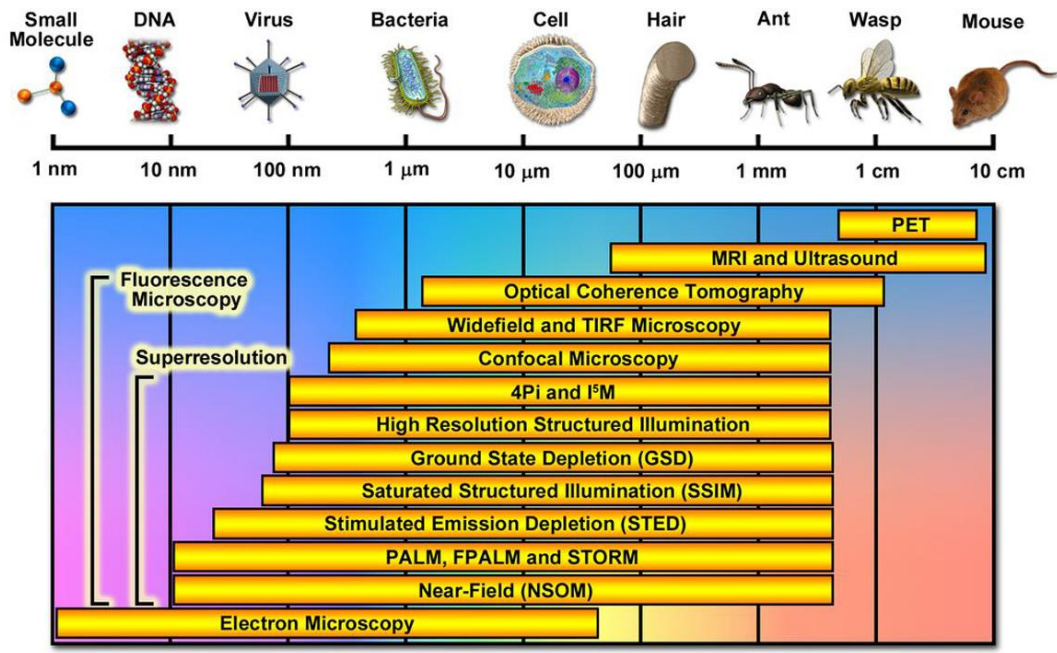 Small
Molecule
DNA
Virus
Bacteria
Cell
Hair
Ant
Wasp
Mouse
1 nm
10 nm
100 nm
1 μm
10 μm
100 μm
1 mm
1 cm
10 cm
PET
MRI and Ultrasound
Fluorescence
Microscopy
Optical Coherence Tomography
Widefield and TIRF Microscopy
Superresolution
Confocal Microscopy
4Pi and I⁵M
High Resolution Structured Illumination
Ground State Depletion (GSD)
Saturated Structured Illumination (SSIM)
Stimulated Emission Depletion (STED)
PALM, FPALM and STORM
Near-Field (NSOM)
Electron Microscopy